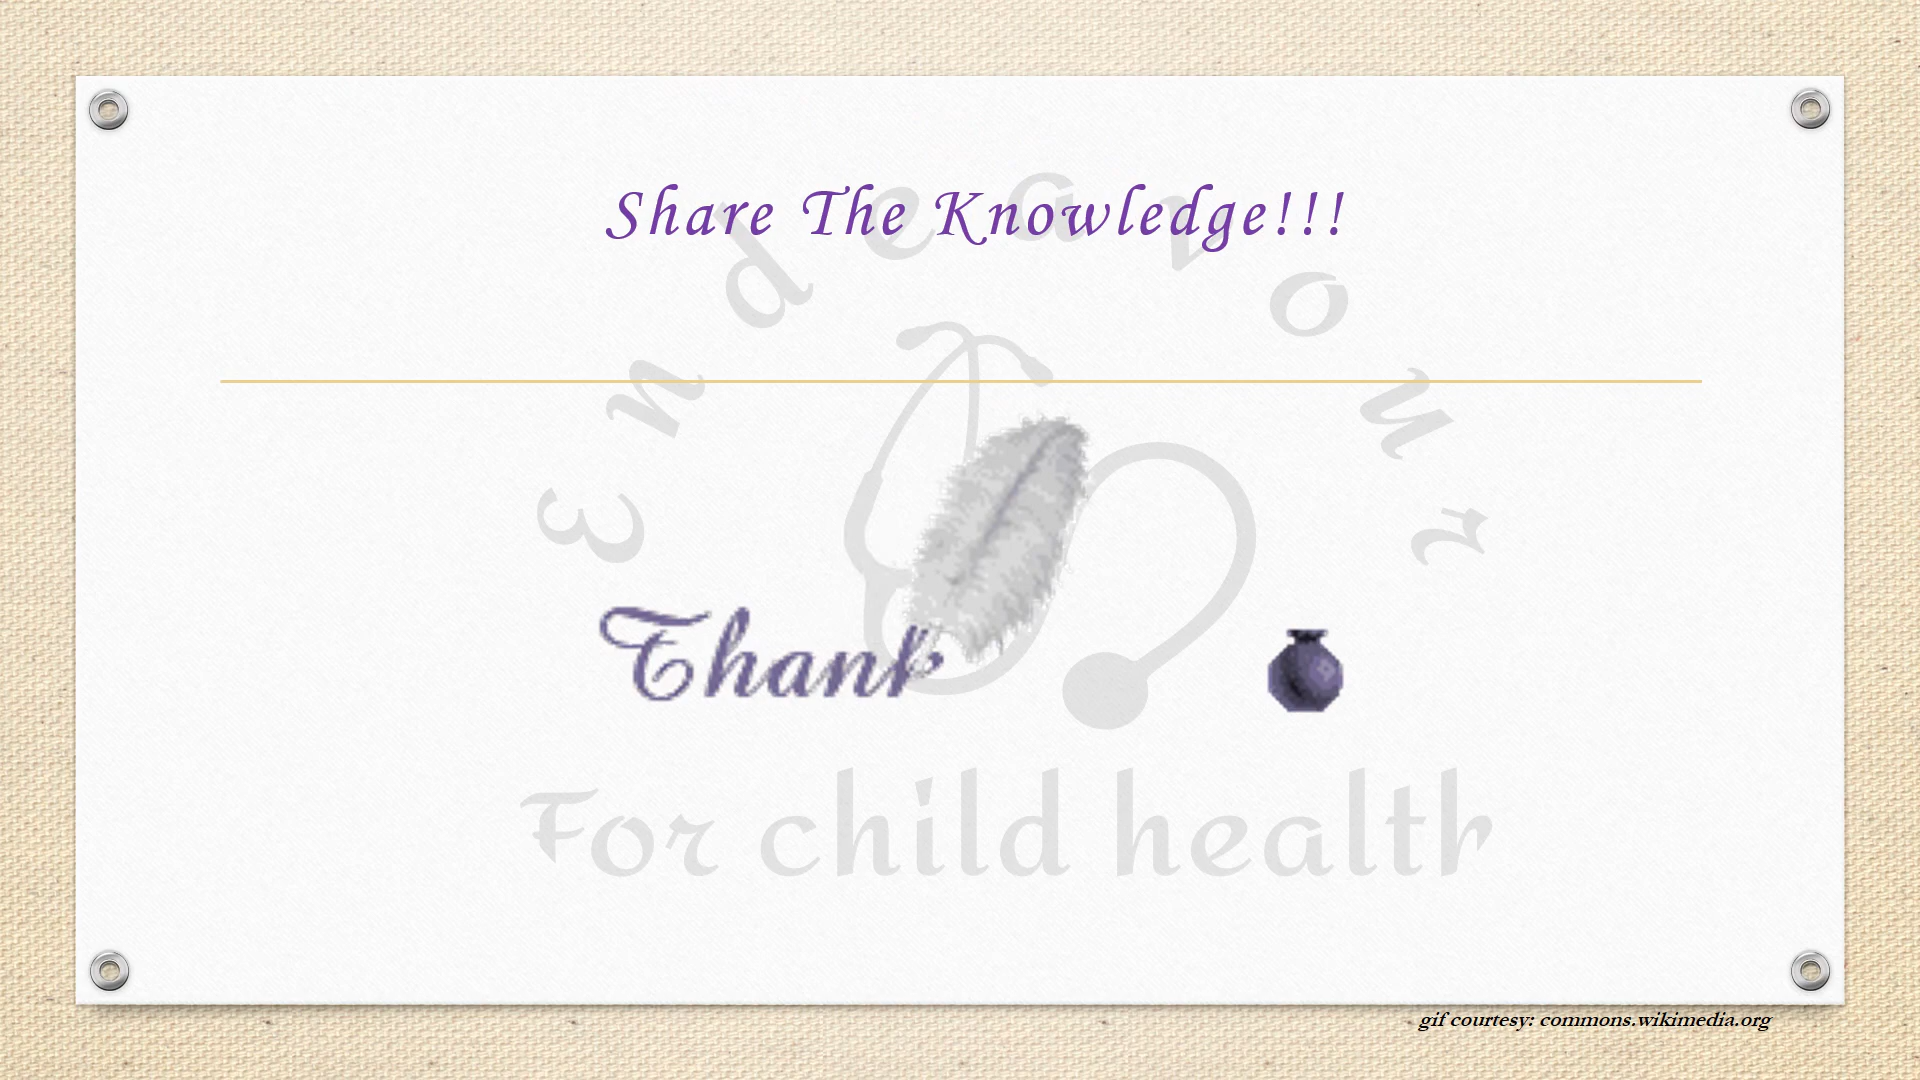 Share The Knowledge!!!
Endeavour
Thank
For child health
gif courtesy: commons.wikimedia.org